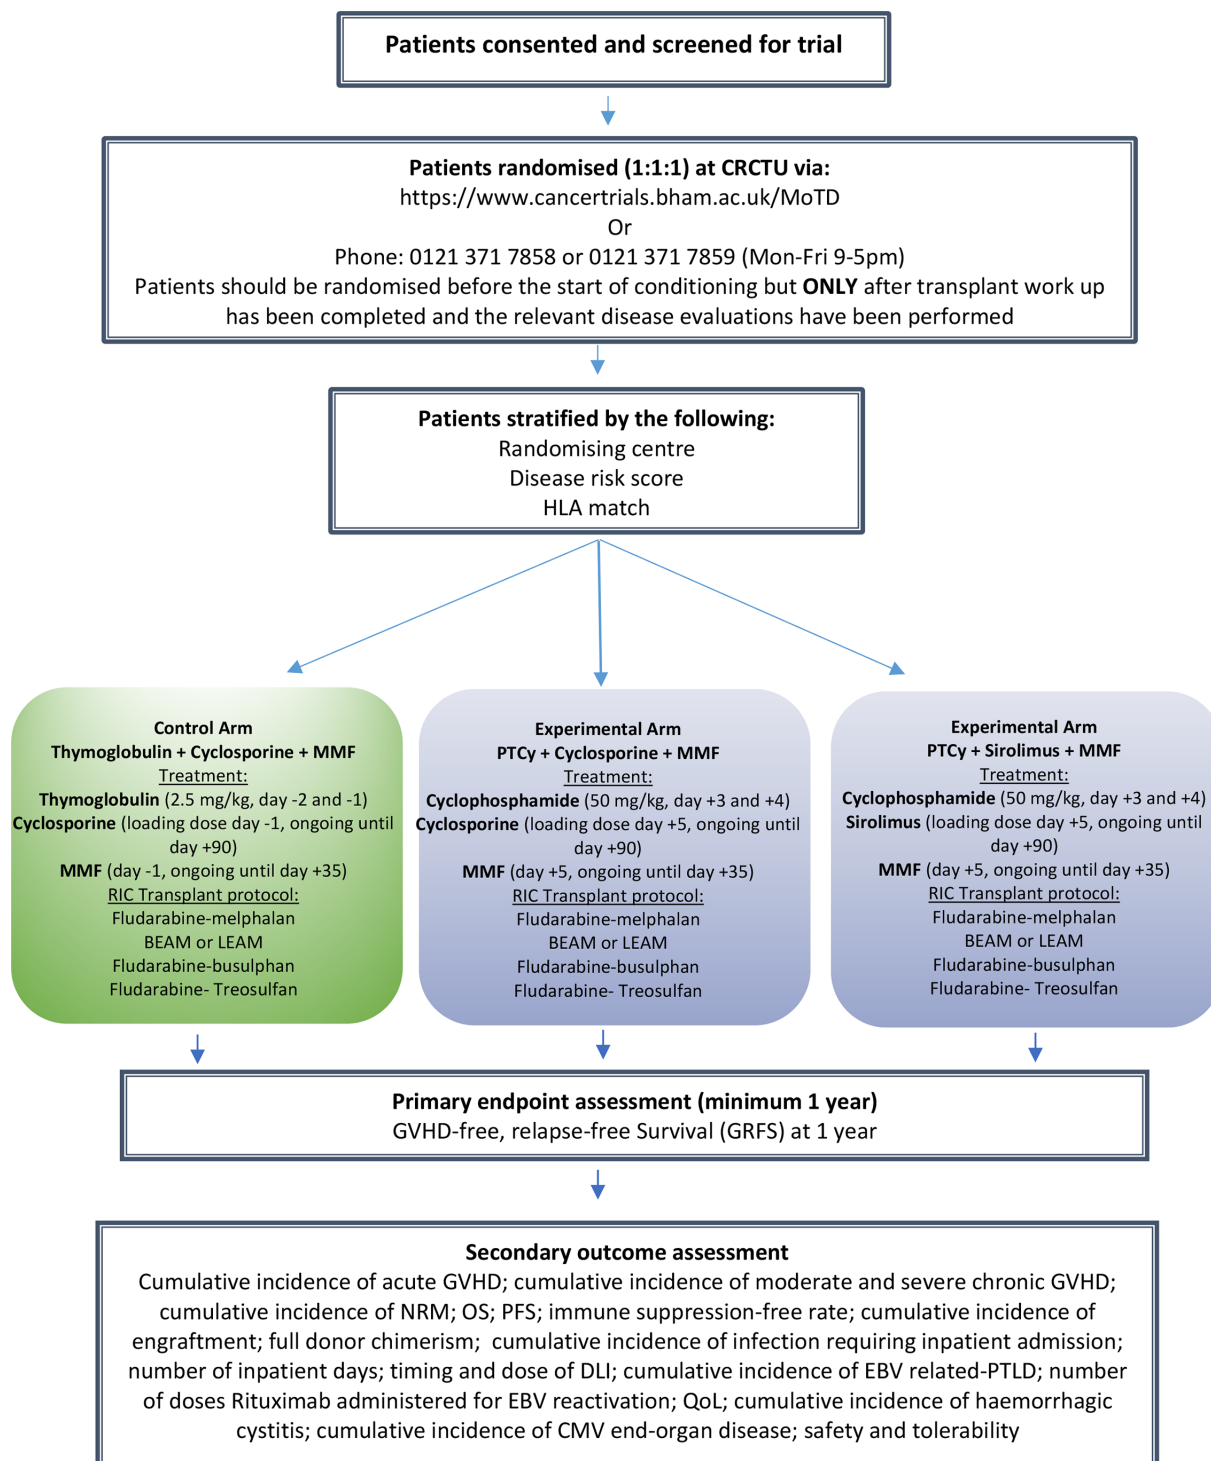 Patients consented and screened for trial
Patients randomised (1:1:1) at CRCTU via:
https://www.cancertrials.bham.ac.uk/MoTD
Or
Phone: 0121 371 7858 or 0121 371 7859 (Mon-Fri 9-5pm)
Patients should be randomised before the start of conditioning but ONLY after transplant work up
has been completed and the relevant disease evaluations have been performed
Patients stratified by the following:
Randomising centre
Disease risk score
HLA match
Control Arm
Thymoglobulin + Cyclosporine + MMF
Treatment:
Thymoglobulin (2.5 mg/kg, day -2 and -1)
Cyclosporine (loading dose day -1, ongoing until
day +90)
MMF (day -1, ongoing until day +35)
RIC Transplant protocol:
Fludarabine-melphalan
BEAM or LEAM
Fludarabine-busulphan
Fludarabine- Treosulfan
Experimental Arm
PTCy + Cyclosporine + MMF
Treatment:
Cyclophosphamide (50 mg/kg, day +3 and +4)
Cyclosporine (loading dose day +5, ongoing until
day +90)
MMF (day +5, ongoing until day +35)
RIC Transplant protocol:
Fludarabine-melphalan
BEAM or LEAM
Fludarabine-busulphan
Fludarabine- Treosulfan
Experimental Arm
PTCy + Sirolimus + MMF
Treatment:
Cyclophosphamide (50 mg/kg, day +3 and +4)
Sirolimus (loading dose day +5, ongoing until
day +90)
MMF (day +5, ongoing until day +35)
RIC Transplant protocol:
Fludarabine-melphalan
BEAM or LEAM
Fludarabine-busulphan
Fludarabine- Treosulfan
Primary endpoint assessment (minimum 1 year)
GVHD-free, relapse-free Survival (GRFS) at 1 year
Secondary outcome assessment
Cumulative incidence of acute GVHD; cumulative incidence of moderate and severe chronic GVHD;
cumulative incidence of NRM; OS; PFS; immune suppression-free rate; cumulative incidence of
engraftment; full donor chimerism;  cumulative incidence of infection requiring inpatient admission;
number of inpatient days; timing and dose of DLI; cumulative incidence of EBV related-PTLD; number
of doses Rituximab administered for EBV reactivation; QoL; cumulative incidence of haemorrhagic
cystitis; cumulative incidence of CMV end-organ disease; safety and tolerability